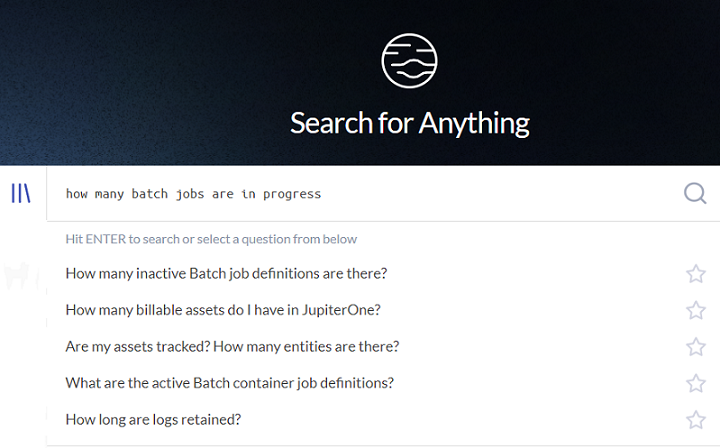 Search for Anything
how many batch jobs are in progress
Hit ENTER to search or select a question from below
How many inactive Batch job definitions are there?
How many billable assets do I have in JupiterOne?
Are my assets tracked? How many entities are there?
What are the active Batch container job definitions?
How long are logs retained?